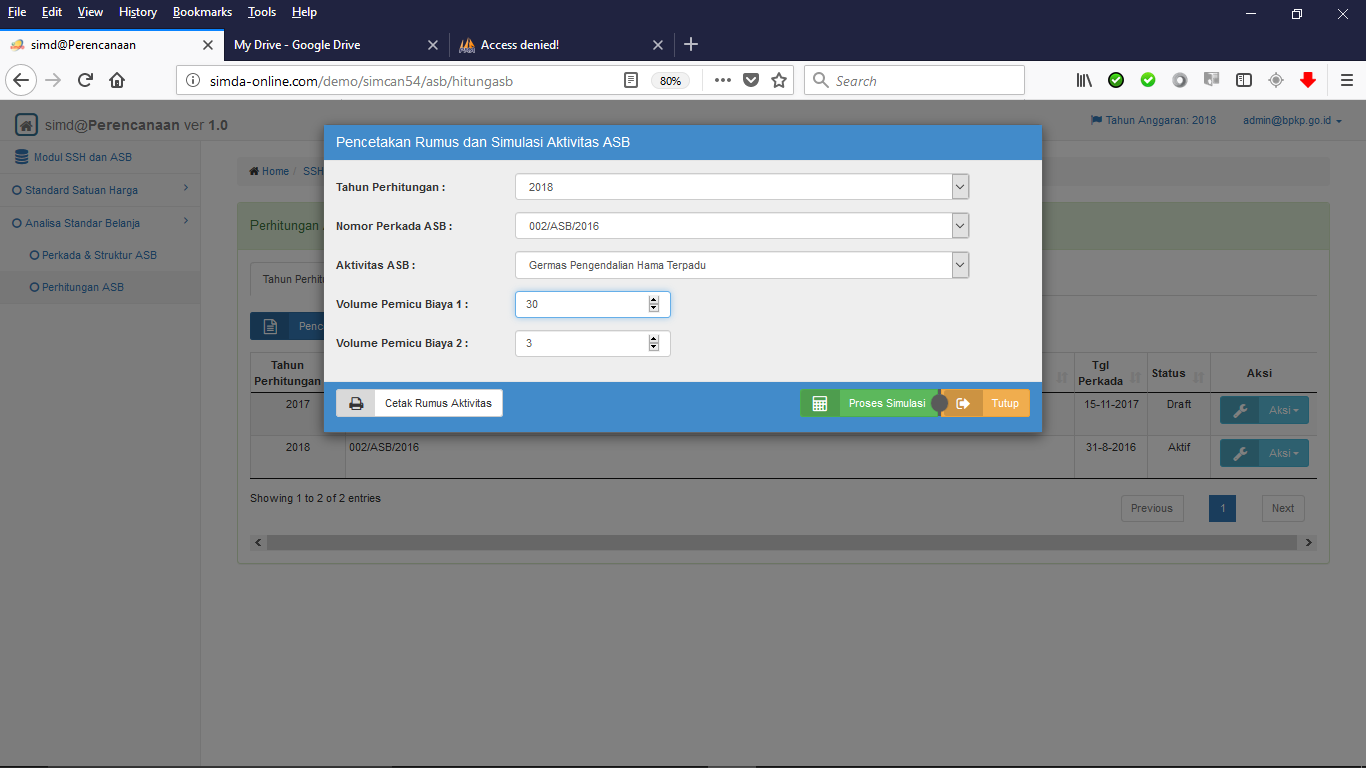 File Edit View History Bookmarks Tools Help
simd@Perencanaan
My Drive - Google Drive
Access denied!
simda-online.com/demo/simcan54/asb/hitungasb
80%
Search
simd@Perencanaan ver 1.0
Tahun Anggaran: 2018
admin@bpkp.go.id
Modul SSH dan ASB
Standard Satuan Harga
Analisa Standar Belanja
Perkada & Struktur ASB
Perhitungan ASB
Home / SSH
Perhitungan
Tahun Perhit
Pence
Pencetakan Rumus dan Simulasi Aktivitas ASB
Tahun Perhitungan : 2018
Nomor Perkada ASB : 002/ASB/2016
Aktivitas ASB : Germas Pengendalian Hama Terpadu
Volume Pemicu Biaya 1 : 30
Volume Pemicu Biaya 2 : 3
Cetak Rumus Aktivitas
Proses Simulasi
Tutup
Tahun Perhitungan
Tgl Perkada
Status
Aksi
2017 15-11-2017 Draft Aksi
2018 002/ASB/2016 31-8-2016 Aktif Aksi
Showing 1 to 2 of 2 entries
Previous 1 Next